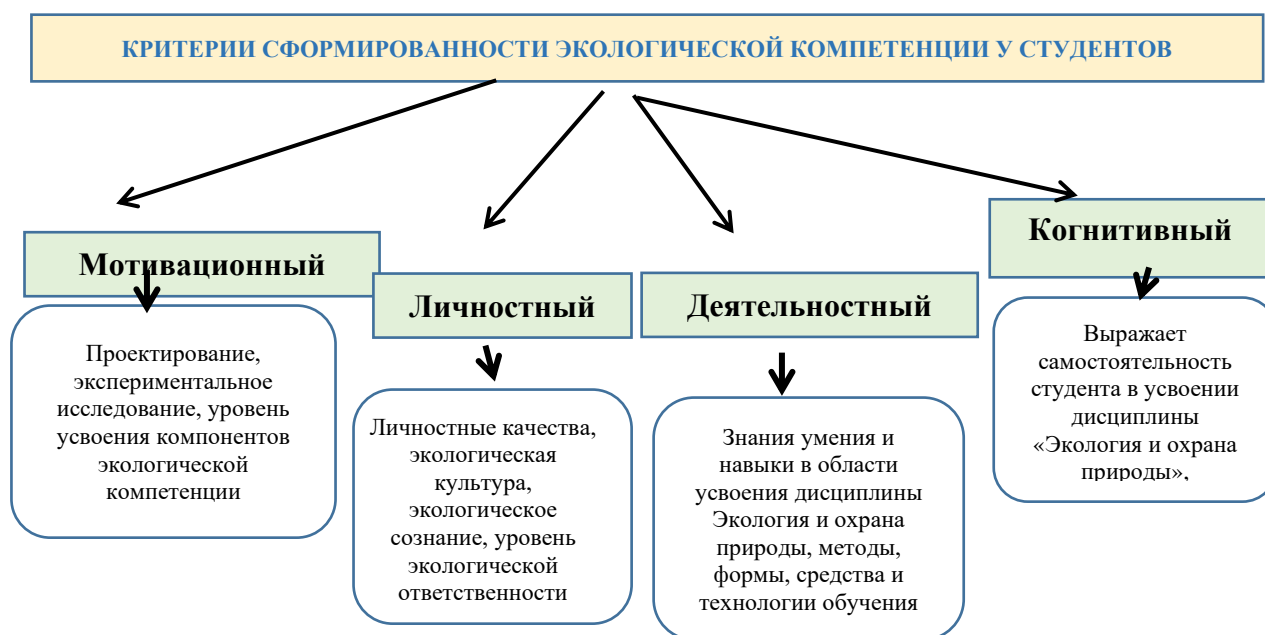 КРИТЕРИИ СФОРМИРОВАННОСТИ ЭКОЛОГИЧЕСКОЙ КОМПЕТЕНЦИИ У СТУДЕНТОВ
Мотивационный
Проектирование,
экспериментальное
исследование, уровень
усвоения компонентов
экологической
компетенции
Личностный
Личностные качества,
экологическая
культура,
экологическое
сознание, уровень
экологической
ответственности
Деятельностный
Знания умения и
навыки в области
усвоения дисциплины
Экология и охрана
природы, методы,
формы, средства и
технологии обучения
Когнитивный
Выражает
самостоятельность
студента в усвоении
дисциплины
«Экология и охрана
природы»,